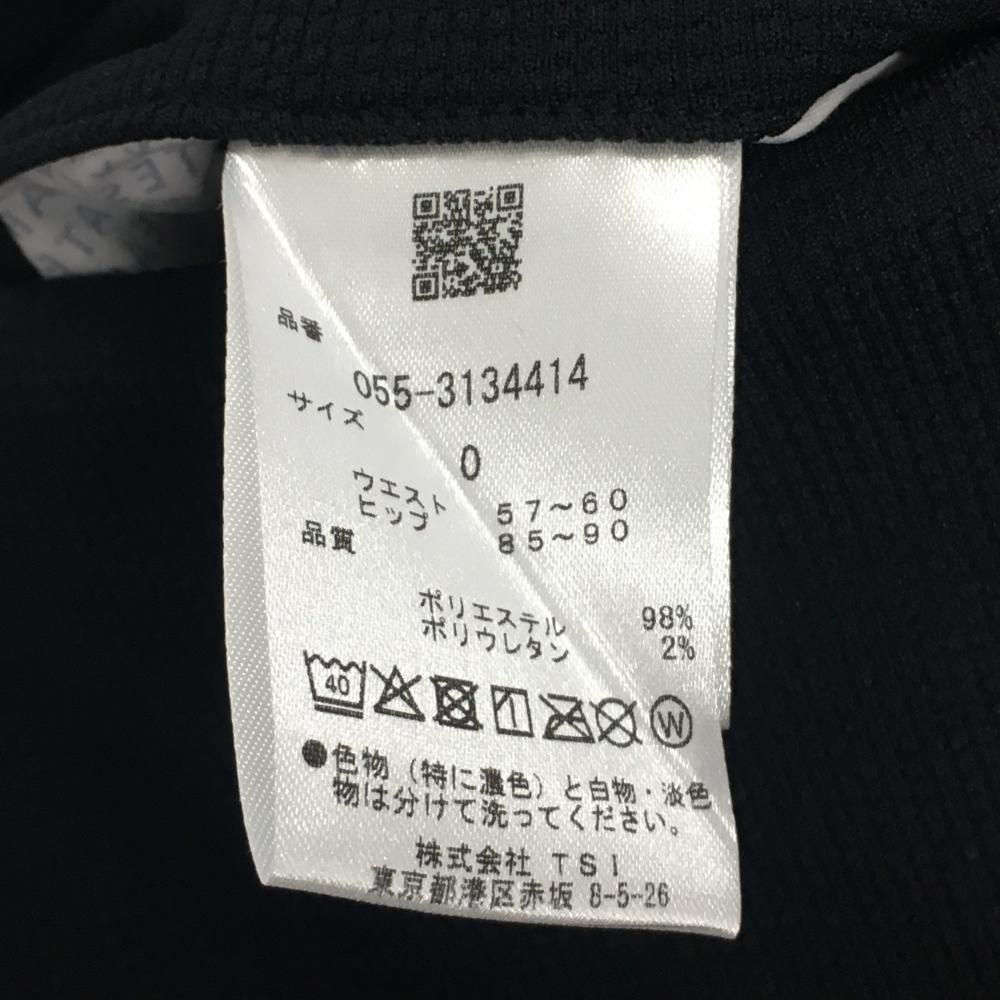 品番
055-3134414
サイズ
0
ウエスト 57~60
ヒップ 85~90
品質
ポリエステル 98%
ポリウレタン 2%
40 W
●色物(特に濃色)と白物・淡色
物は分けて洗ってください。
株式会社 TSI
東京都港区赤坂 8-5-26